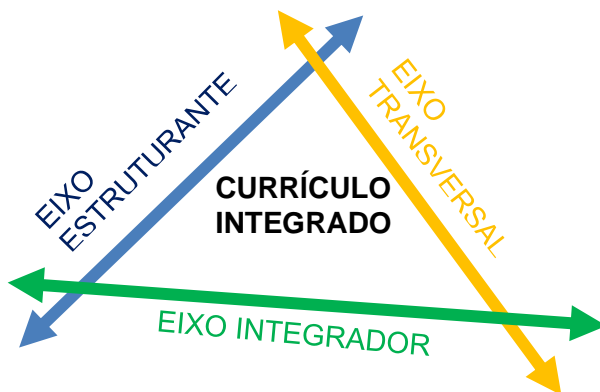 EIXO
ESTRUTURANTE
EIXO
TRANSVERSAL
CURRÍCULO
INTEGRADO
EIXO INTEGRADOR